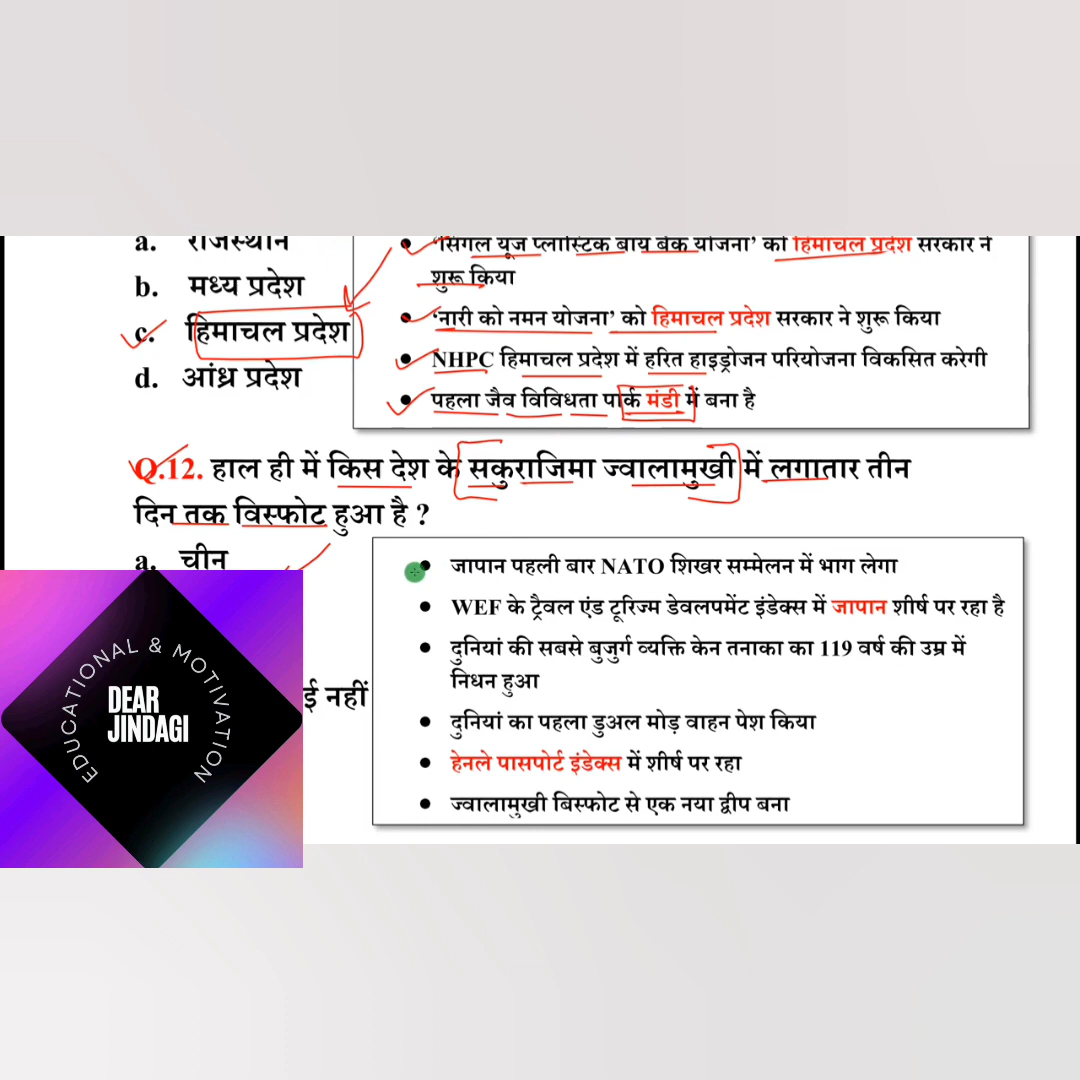 a. राजस्थान
'सिंगल यूज प्लास्टिक बाय बैक योजना' को हिमाचल प्रदेश सरकार ने
शुरू किया
b. मध्य प्रदेश
'नारी को नमन योजना' को हिमाचल प्रदेश सरकार ने शुरू किया
c. हिमाचल प्रदेश
NHPC हिमाचल प्रदेश में हरित हाइड्रोजन परियोजना विकसित करेगी
d. आंध्र प्रदेश
पहला जैव विविधता पार्क मंडी में बना है
Q.12. हाल ही में किस देश के सकुराजिमा ज्वालामुखी में लगातार तीन
दिन तक विस्फोट हुआ है ?
a. चीन
ई नहीं
• जापान पहली बार NATO शिखर सम्मेलन में भाग लेगा
• WEF के ट्रैवल एंड टूरिज्म डेवलपमेंट इंडेक्स में जापान शीर्ष पर रहा है
• दुनियां की सबसे बुजुर्ग व्यक्ति केन तनाका का 119 वर्ष की उम्र में
निधन हुआ
• दुनियां का पहला डुअल मोड़ वाहन पेश किया
• हेनले पासपोर्ट इंडेक्स में शीर्ष पर रहा
• ज्वालामुखी बिस्फोट से एक नया द्वीप बना
EDUCATIONAL & MOTIVATION
DEAR
JINDAGI